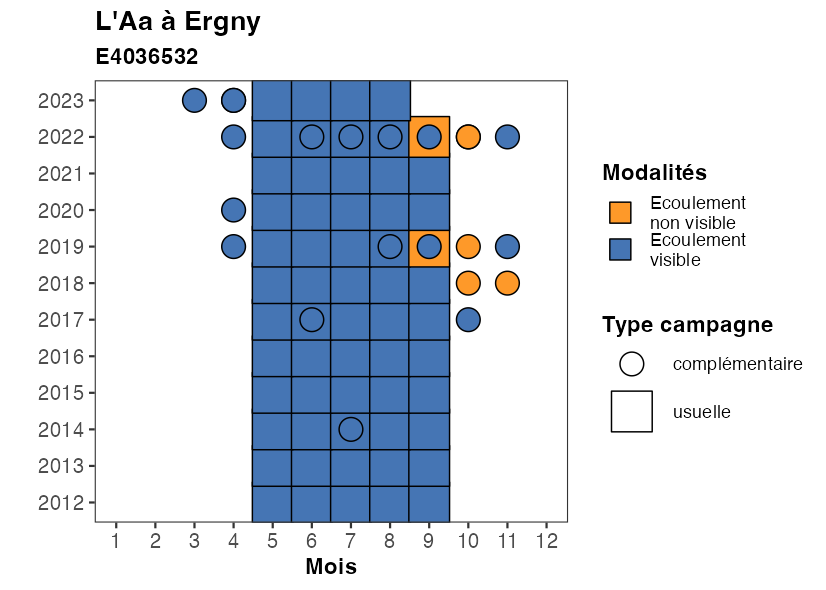 L'Aa à Ergny
E4036532
2023
2022
2021
2020
2019
2018
2017
2016
2015
2014
2013
2012
1 2 3 4 5 6 7 8 9 10 11 12
Mois
Modalités
Ecoulement
non visible
Ecoulement
visible
Type campagne
complémentaire
usuelle